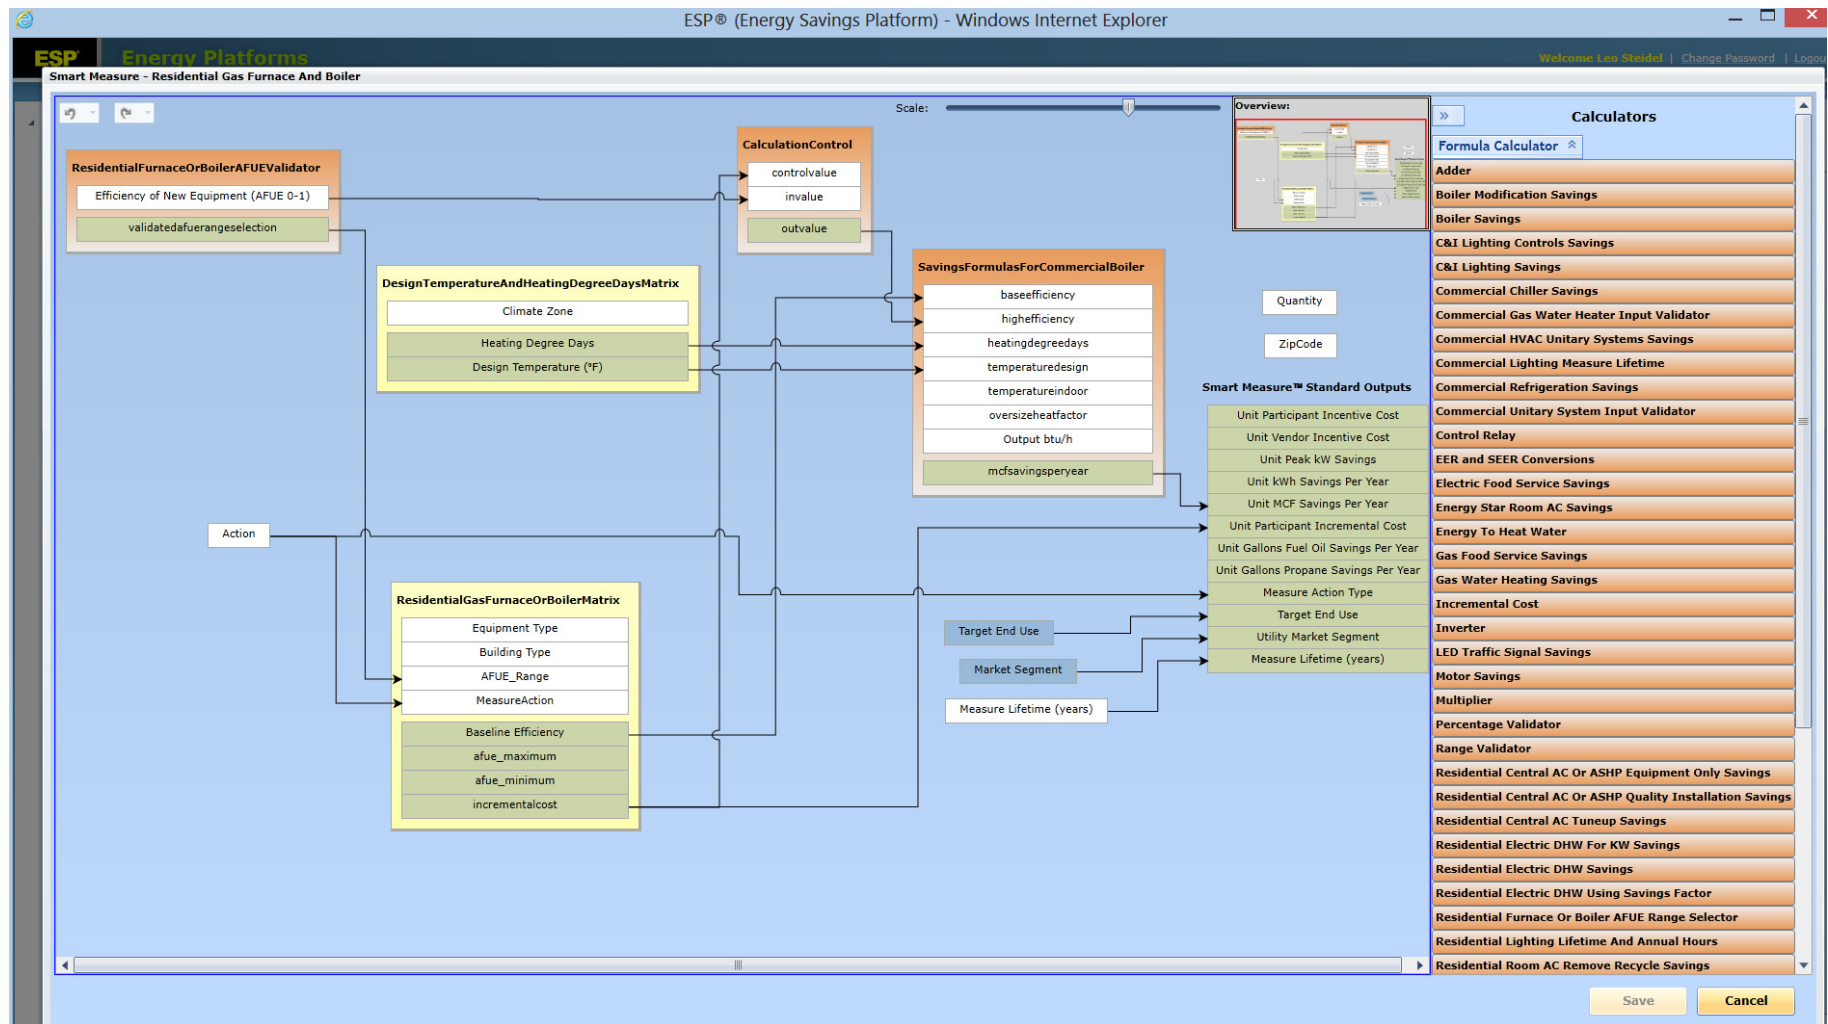 ESP® (Energy Savings Platform) - Windows Internet Explorer
ESP
Energy Platforms
Welcome Leo Steidel | Change Password | Logou
Smart Measure - Residential Gas Furnace And Boiler
Scale:
Overview:
ResidentialFurnaceOrBoilerAFUEValidator
Efficiency of New Equipment (AFUE 0-1)
validatedafuerangeselection
CalculationControl
controlvalue
invalue
outvalue
DesignTemperatureAndHeatingDegreeDaysMatrix
Climate Zone
Heating Degree Days
Design Temperature (°F)
SavingsFormulasForCommercialBoiler
baseefficiency
highefficiency
heatingdegreedays
temperaturedesign
temperatureindoor
oversizeheatfactor
Output btu/h
mcfsavingsperyear
Quantity
ZipCode
Smart Measure™ Standard Outputs
Unit Participant Incentive Cost
Unit Vendor Incentive Cost
Unit Peak kW Savings
Unit kWh Savings Per Year
Unit MCF Savings Per Year
Unit Participant Incremental Cost
Unit Gallons Fuel Oil Savings Per Year
Unit Gallons Propane Savings Per Year
Measure Action Type
Target End Use
Utility Market Segment
Measure Lifetime (years)
Action
ResidentialGasFurnaceOrBoilerMatrix
Equipment Type
Building Type
AFUE_Range
MeasureAction
Baseline Efficiency
afue_maximum
afue_minimum
incrementalcost
Target End Use
Market Segment
Measure Lifetime (years)
Calculators
Formula Calculator
Adder
Boiler Modification Savings
Boiler Savings
C&I Lighting Controls Savings
C&I Lighting Savings
Commercial Chiller Savings
Commercial Gas Water Heater Input Validator
Commercial HVAC Unitary Systems Savings
Commercial Lighting Measure Lifetime
Commercial Refrigeration Savings
Commercial Unitary System Input Validator
Control Relay
EER and SEER Conversions
Electric Food Service Savings
Energy Star Room AC Savings
Energy To Heat Water
Gas Food Service Savings
Gas Water Heating Savings
Incremental Cost
Inverter
LED Traffic Signal Savings
Motor Savings
Multiplier
Percentage Validator
Range Validator
Residential Central AC Or ASHP Equipment Only Savings
Residential Central AC Or ASHP Quality Installation Savings
Residential Central AC Tuneup Savings
Residential Electric DHW For KW Savings
Residential Electric DHW Savings
Residential Electric DHW Using Savings Factor
Residential Furnace Or Boiler AFUE Range Selector
Residential Lighting Lifetime And Annual Hours
Residential Room AC Remove Recycle Savings
Save
Cancel